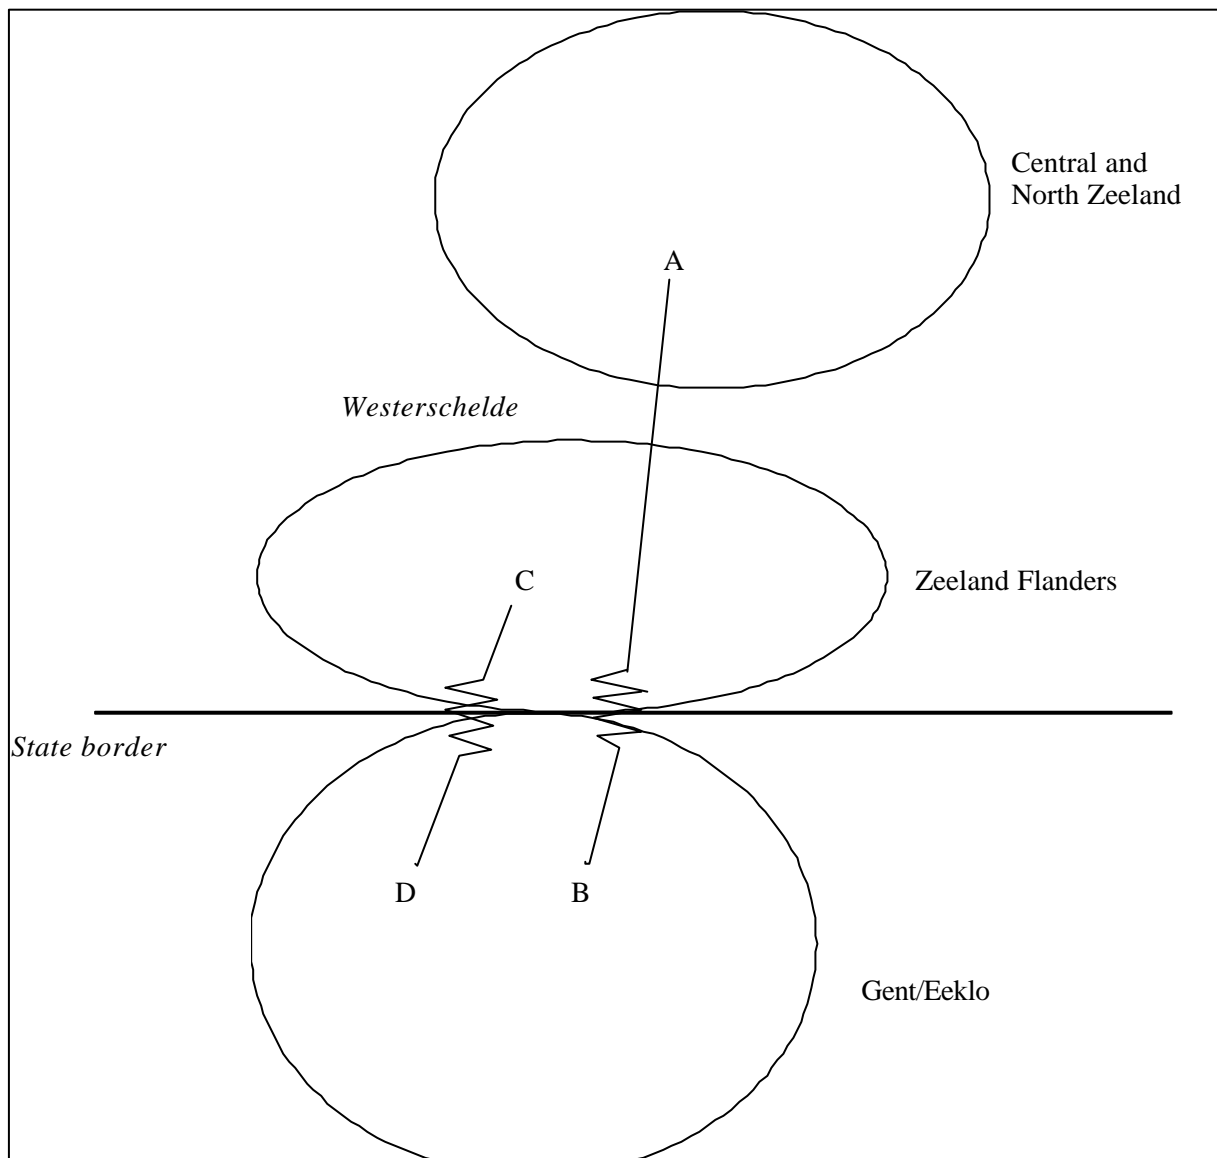 Central and
North Zeeland
A
Westerschelde
C
Zeeland Flanders
State border
D
B
Gent/Eeklo